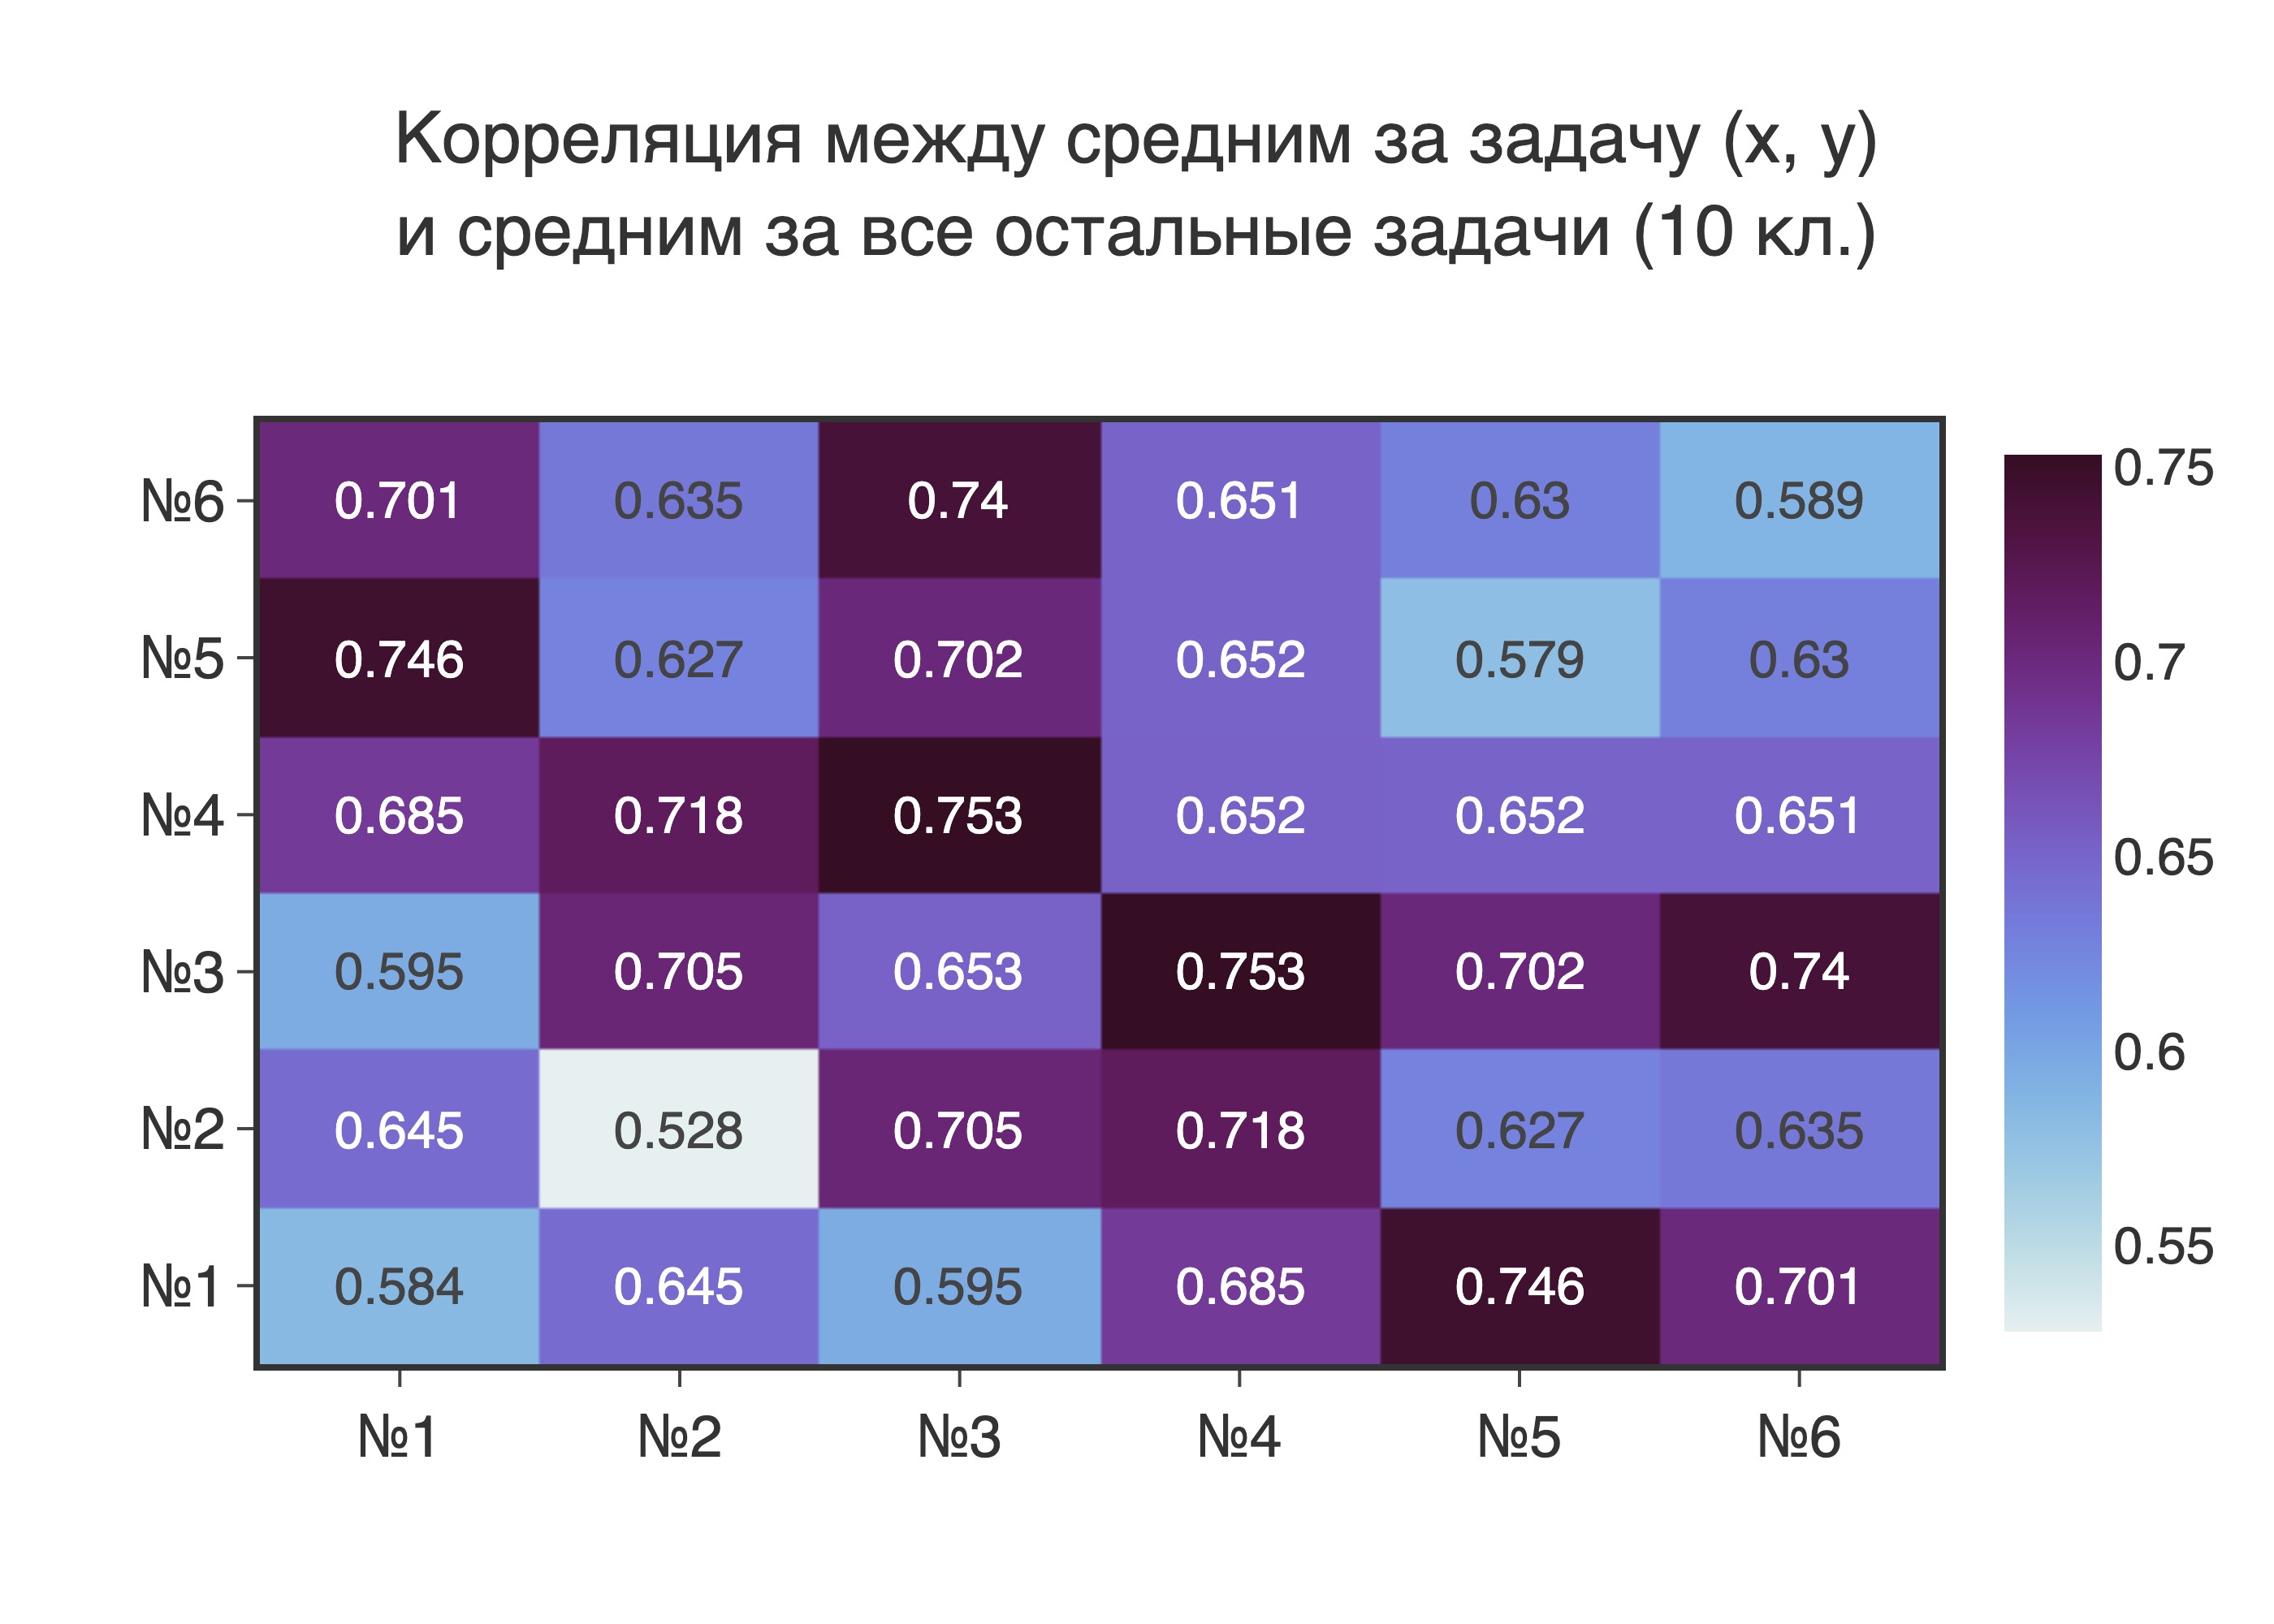 Корреляция между средним за задачу (x, y)
и средним за все остальные задачи (10 кл.)
№6 0.701 0.635 0.74 0.651 0.63 0.589
№5 0.746 0.627 0.702 0.652 0.579 0.63
№4 0.685 0.718 0.753 0.652 0.652 0.651
№3 0.595 0.705 0.653 0.753 0.702 0.74
№2 0.645 0.528 0.705 0.718 0.627 0.635
№1 0.584 0.645 0.595 0.685 0.746 0.701
№1 №2 №3 №4 №5 №6
0.75
0.7
0.65
0.6
0.55